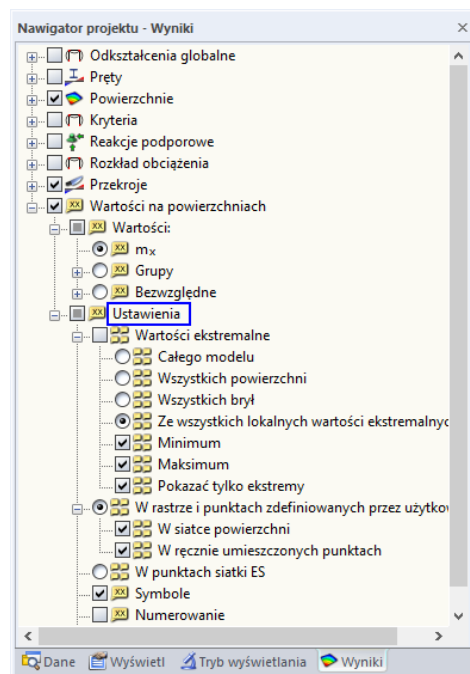 Nawigator projektu - Wyniki
Odkształcenia globalne
Pręty
Powierzchnie
Kryteria
Reakcje podporowe
Rozkład obciążenia
Przekroje
Wartości na powierzchniach
Wartości:
mx
Grupy
Bezwzględne
Ustawienia
Wartości ekstremalne
Całego modelu
Wszystkich powierzchni
Wszystkich brył
Ze wszystkich lokalnych wartości ekstremalnyc
Minimum
Maksimum
Pokazać tylko ekstremy
W rastrze i punktach zdefiniowanych przez użytkow
W siatce powierzchni
W ręcznie umieszczonych punktach
W punktach siatki ES
Symbole
Numerowanie
Dane Wyświetl Tryb wyświetlania Wyniki